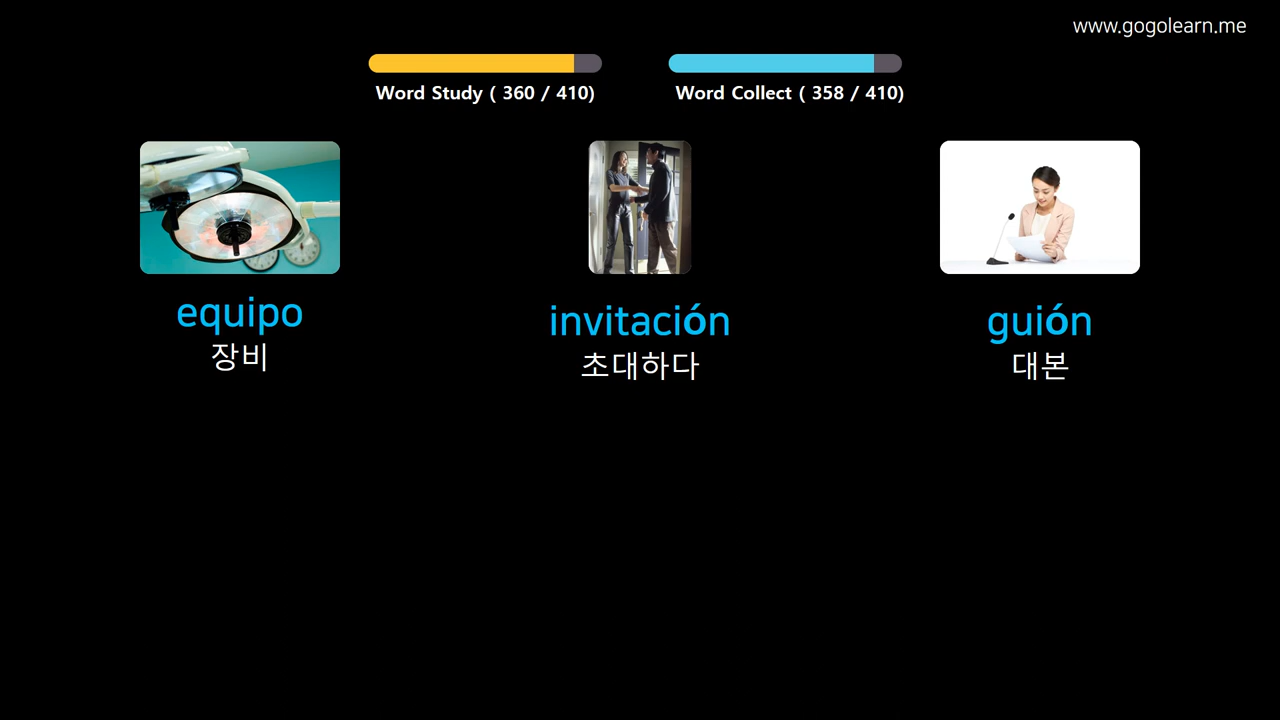 www.gogolearn.me
Word Study ( 360 / 410)
Word Collect ( 358 / 410)
equipo
장비
invitación
초대하다
guión
대본